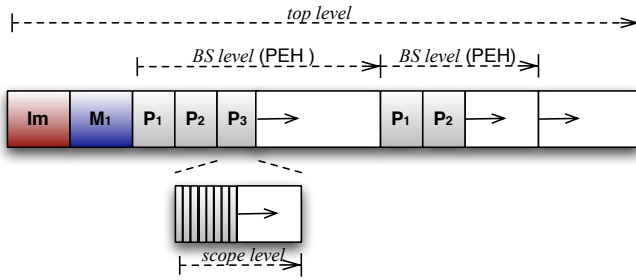 top level
BS level (PEH ) BS level (PEH)
Im M1 P1 P2 P3 P1 P2
scope level